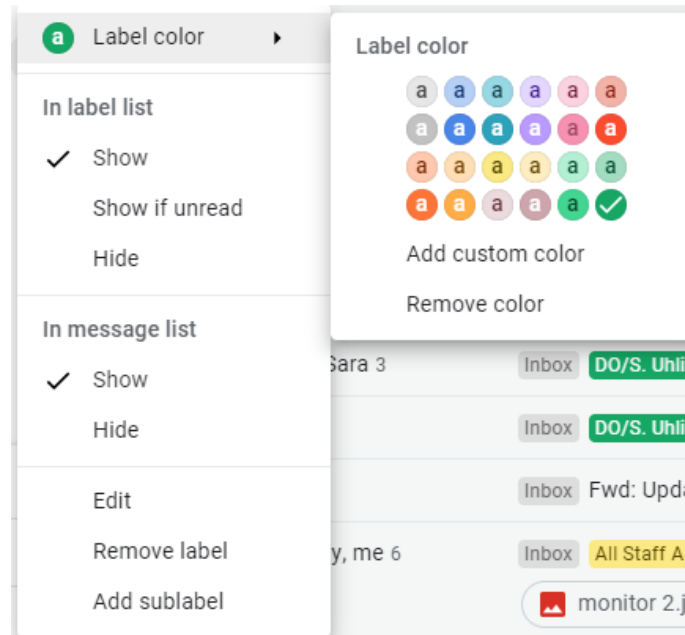 a Label color
In label list
Show
Show if unread
Hide
In message list
Show
Hide
Edit
Remove label
Add sublabel
Label color
a a a a a a
a a a a a a
a a a a a a
a a a a a
Add custom color
Remove color
Sara 3 Inbox DO/S. Uhli
Inbox DO/S. Uhli
Inbox Fwd: Upda
y, me 6 Inbox All Staff A
monitor 2.j